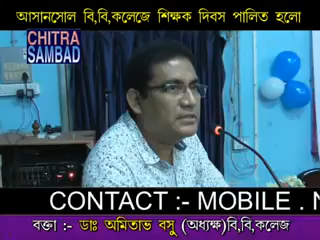 আসানসোল বি,বি,কলেজে শিক্ষক দিবস পালিত হলো
CHITRA
SAMBAD
CONTACT :- MOBILE . N
বক্তা :- ডাঃ অমিতাভ বসু (অধ্যক্ষ)বি,বি,কলেজ